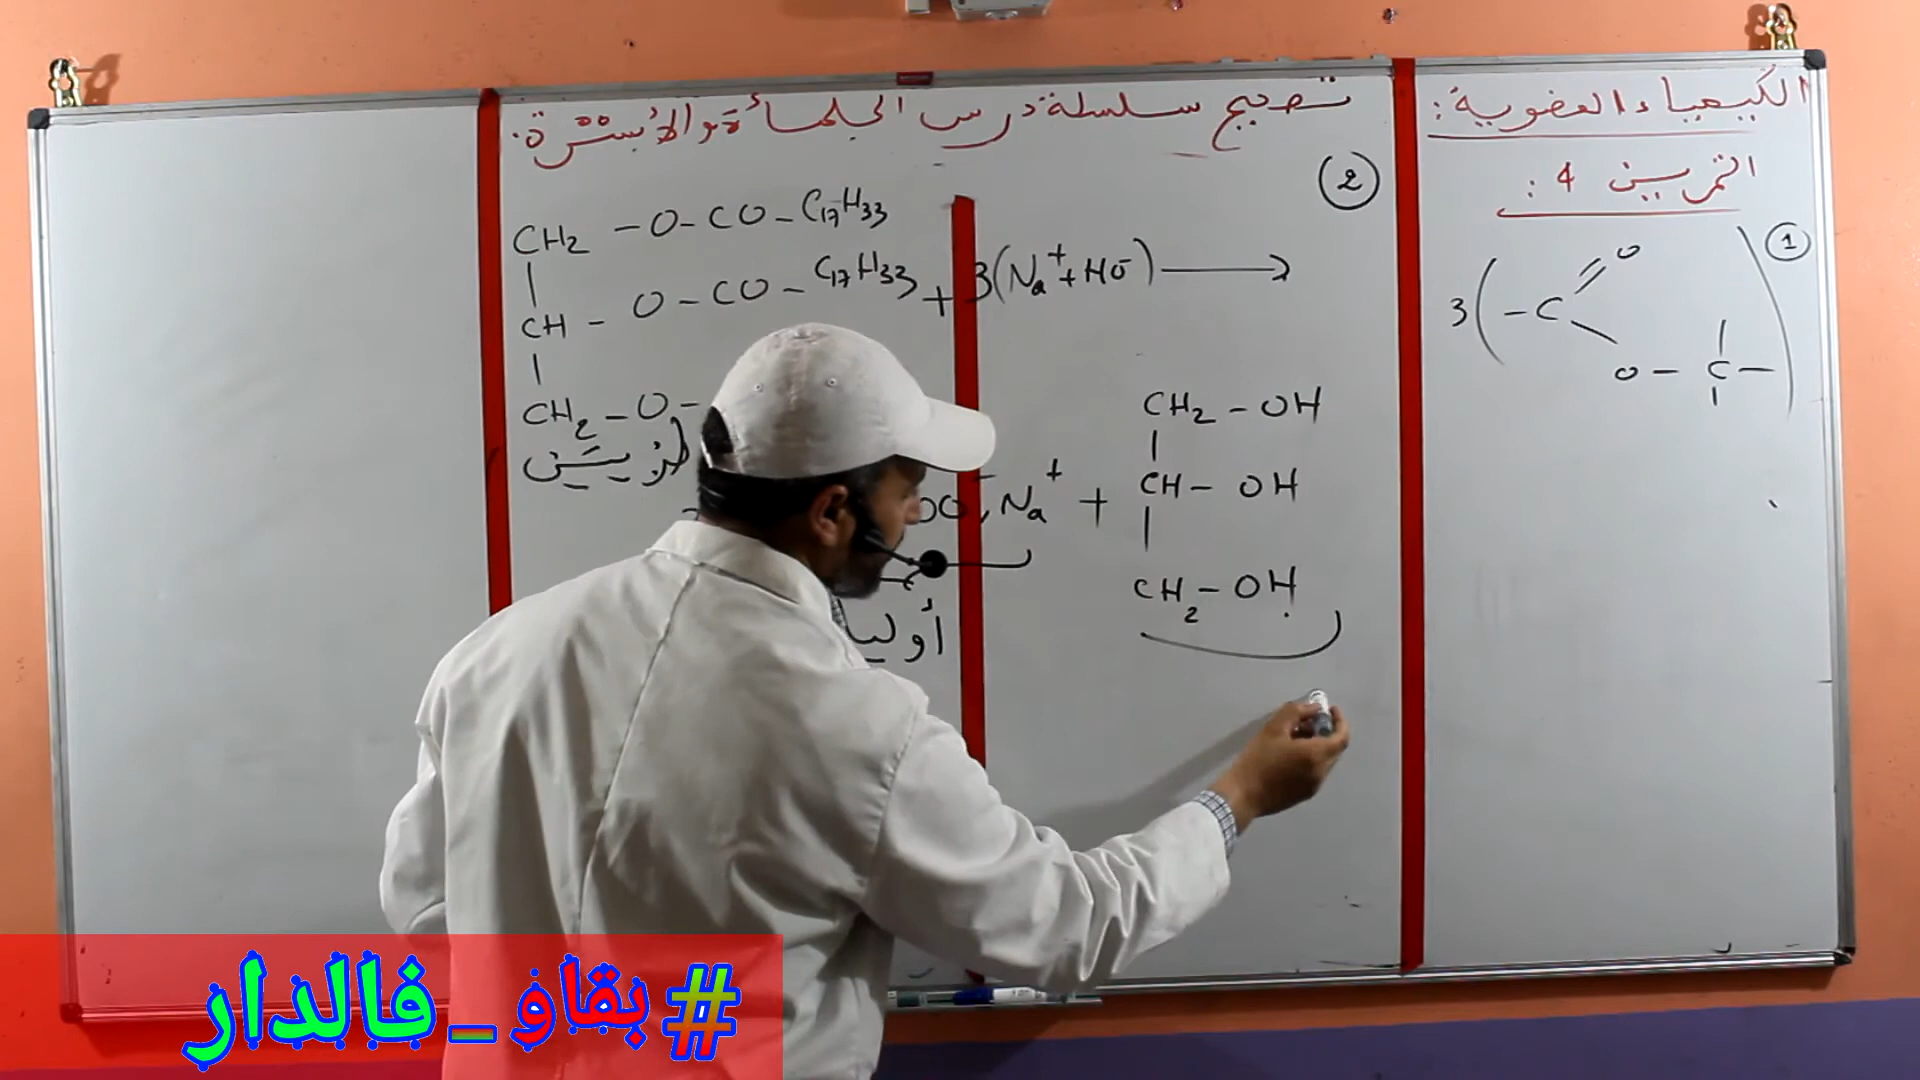 الكيمياء العضوية:
التمرين 4:
1
3(-C
O
O - C -
تصحيح سلسلة درس الحلمأة والأسترة.
2
CH2 - O - CO - C17H33
CH - O - CO - C17H33 + 3(Na+ + HO-) →
CH2 - O -
Na+ +
CH2 - OH
CH - OH
CH2 - OH
#بقاو_فالدار